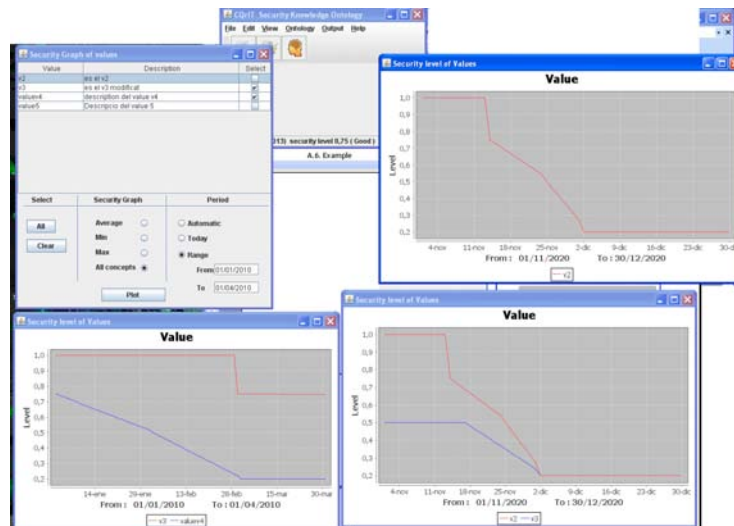 CQrIT Security Knowledge Ontology
File Edit View Ontology Output Help
Security Graph of values
Value Description Select
v2 es el v2
v3 es el v3 modificat
valuev4 description del value v4
value5 Descripcio del value 5
013) security level 0,75 ( Good )
A.6. Example
Select Security Graph Period
All
Clear
Average
Min
Max
All concepts
Automatic
Today
Range
From 01/01/2010
To 01/04/2010
Plot
Security level of Values
Value
Level
1,0
0,9
0,8
0,7
0,6
0,5
0,4
0,3
0,2
4-nov 11-nov 18-nov 25-nov 2-dic 9-dic 16-dic 23-dic 30-d
From : 01/11/2020 To : 30/12/2020
v2
Security level of Values
Value
Level
1,0
0,9
0,8
0,7
0,6
0,5
0,4
0,3
0,2
14-ene 29-ene 13-feb 28-feb 15-mar 30-mar
From : 01/01/2010 To : 01/04/2010
v3 valuev4
Security level of Values
Value
Level
1,0
0,9
0,8
0,7
0,6
0,5
0,4
0,3
0,2
4-nov 11-nov 18-nov 25-nov 2-dic 9-dic 16-dic 23-dic 30-dic
From : 01/11/2020 To : 30/12/2020
v2 v3